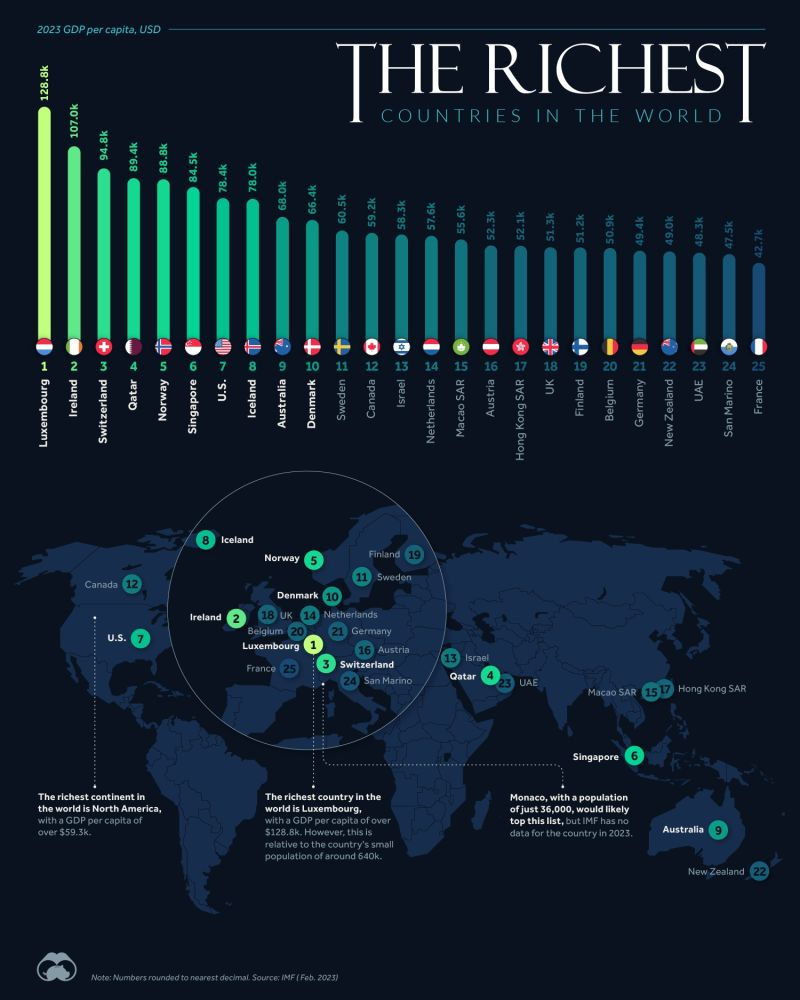 2023 GDP per capita, USD
THE RICHEST
COUNTRIES IN THE WORLD
128.8k
107.0k
94.8k
89.4k
88.8k
84.5k
78.4k
78.0k
68.0k
66.4k
60.5k
59.2k
58.3k
57.6k
55.6k
52.3k
52.1k
51.3k
51.2k
50.9k
49.4k
49.0k
48.3k
47.5k
42.7k
1 2 3 4 5 6 7 8 9 10 11 12 13 14 15 16 17 18 19 20 21 22 23 24 25
Luxembourg
Ireland
Switzerland
Qatar
Norway
Singapore
U.S.
Iceland
Australia
Denmark
Sweden
Canada
Israel
Netherlands
Macao SAR
Austria
Hong Kong SAR
UK
Finland
Belgium
Germany
New Zealand
UAE
San Marino
France
8 Iceland
Norway 5
Finland 19
11 Sweden
Canada 12
Denmark 10
Ireland 2
18 UK
14 Netherlands
Belgium 20
21 Germany
U.S. 7
Luxembourg 1
16 Austria
13 Israel
3 Switzerland
France 25
Qatar 4
24 San Marino
23 UAE
Macao SAR 15
17 Hong Kong SAR
Singapore 6
The richest continent in
the world is North America,
with a GDP per capita of
over $59.3k.
The richest country in the
world is Luxembourg,
with a GDP per capita of over
$128.8k. However, this is
relative to the country's small
population of around 640k.
Monaco, with a population
of just 36,000, would likely
top this list, but IMF has no
data for the country in 2023.
Australia 9
New Zealand 22
Note: Numbers rounded to nearest decimal. Source: IMF ( Feb. 2023)